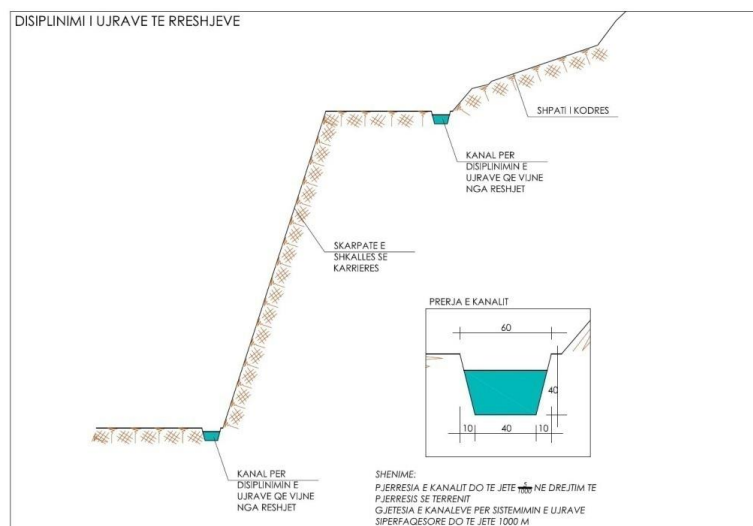 DISIPLINIMI I UJRAVE TE RRESHJEVE
SHPATI I KODRES
KANAL PER
DISIPLINIMIN E
UJRAVE QE VIJNE
NGA RESHJET
SKARPATE E
SHKALLES SE
KARRIERES
PRERJA E KANALIT
60
40
10
40
10
KANAL PER
DISIPLINIMIN E
UJRAVE QE VIJNE
NGA RESHJET
SHENIME:
PJERRESIA E KANALIT DO TE JETE 5/1000 NE DREJTIM TE
PJERRESIS SE TERRENIT
GJETESIA E KANALEVE PER SISTEMIMIN E UJRAVE
SIPERFAQESORE DO TE JETE 1000 M